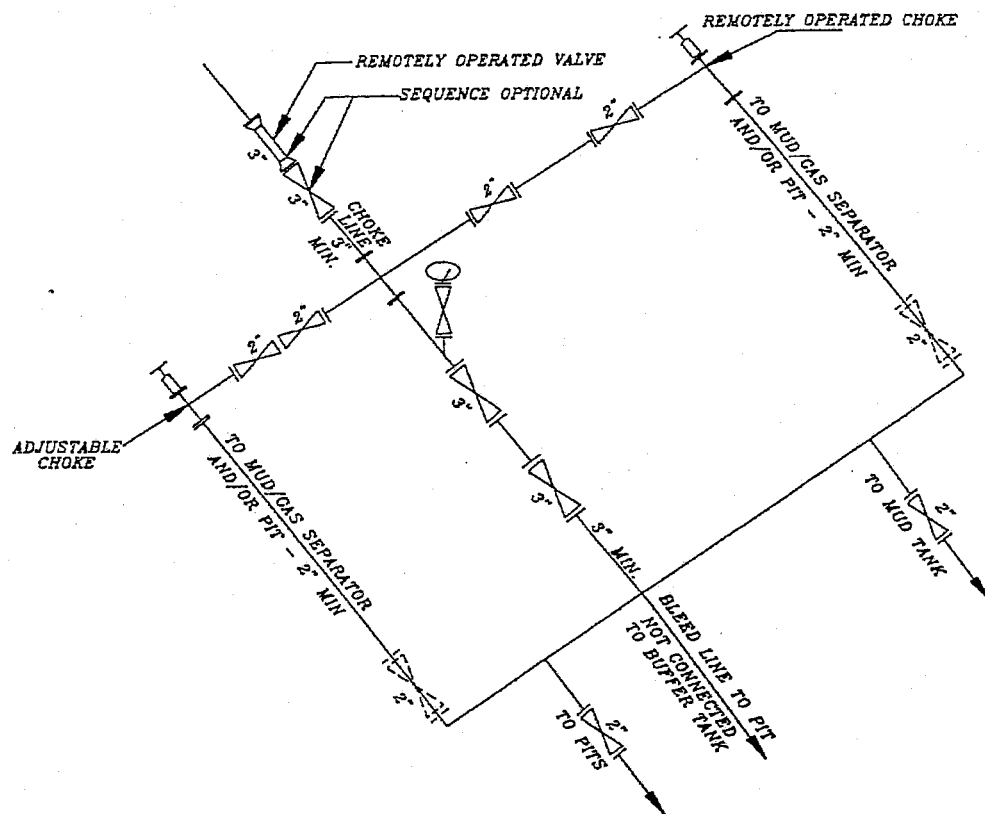 REMOTELY OPERATED CHOKE
REMOTELY OPERATED VALVE
SEQUENCE OPTIONAL
2"
3"
3"
2"
CHOKE
LINE
3"
MIN.
TO MUD/GAS SEPARATOR
AND/OR PIT - 2" MIN
2"
2"
2"
3"
ADJUSTABLE
CHOKE
TO MUD/GAS SEPARATOR
AND/OR PIT - 2" MIN
3"
3" MIN.
2"
TO MUD TANK
2"
BLEED LINE TO PIT
NOT CONNECTED
TO BUFFER TANK
2"
TO PITS